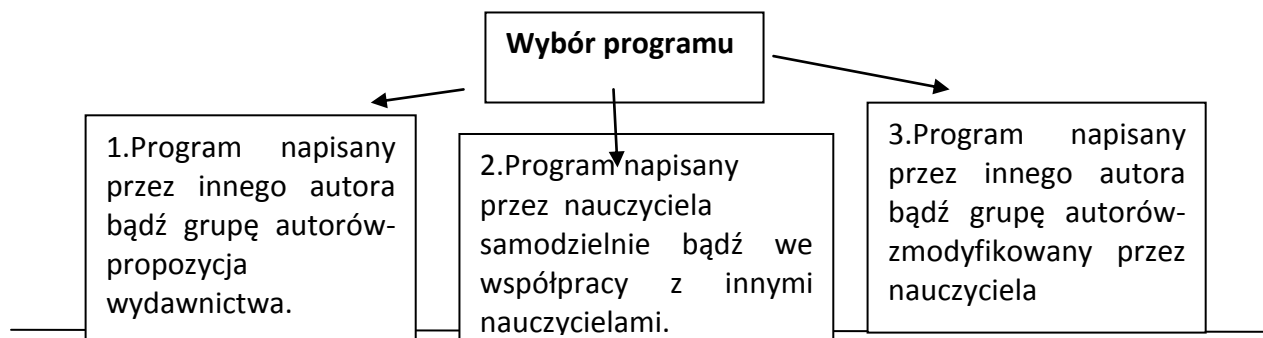 Wybór programu
1.Program napisany
przez innego autora
bądź grupę autorów-
propozycja
wydawnictwa.
2.Program napisany
przez nauczyciela
samodzielnie bądź we
współpracy z innymi
nauczycielami.
3.Program napisany
przez innego autora
bądź grupę autorów-
zmodyfikowany przez
nauczyciela